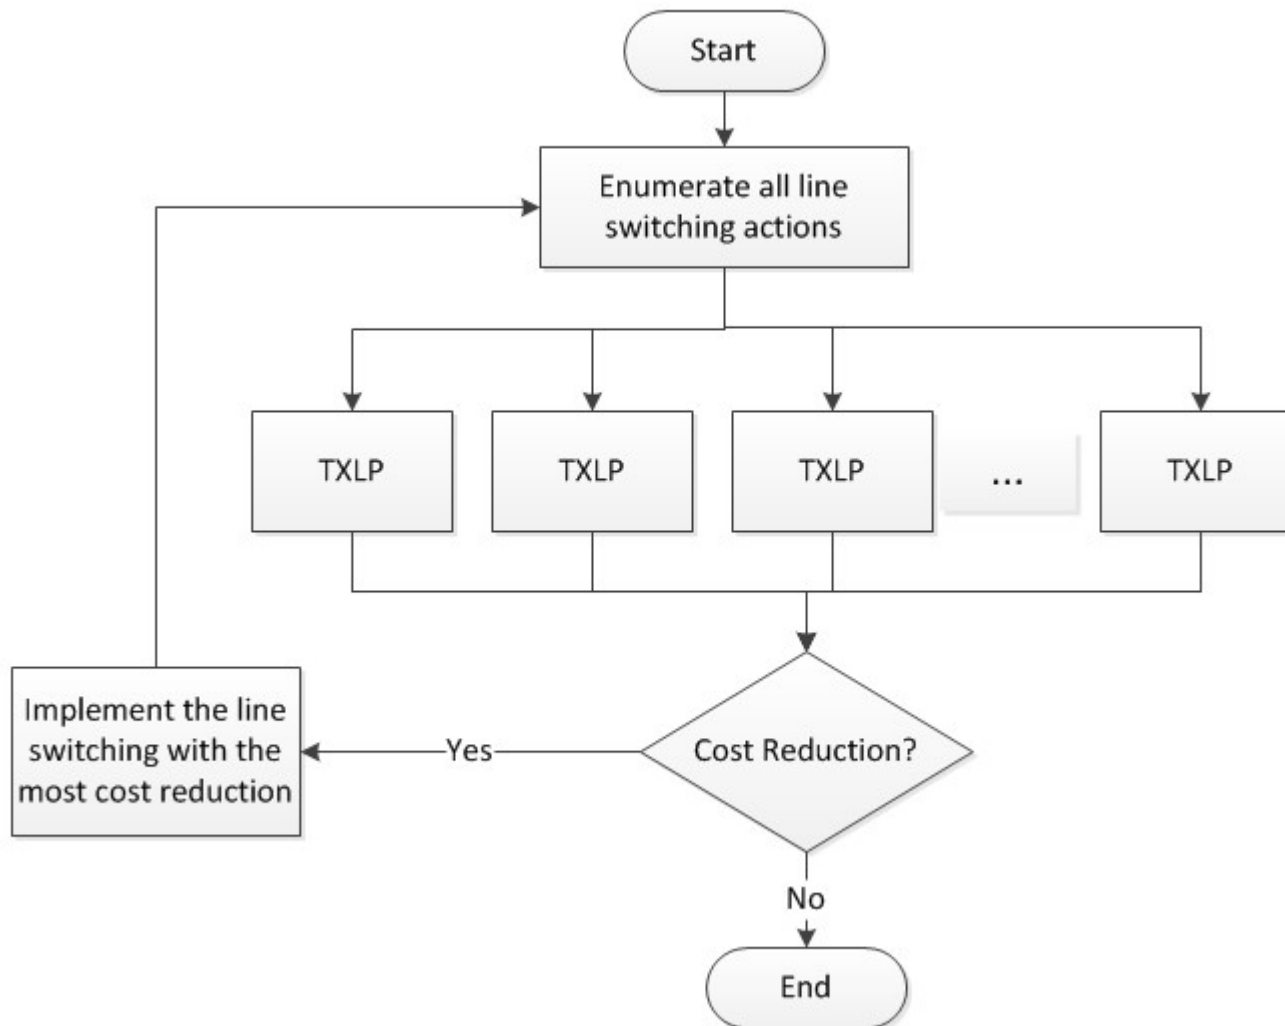 Start
Enumerate all line
switching actions
TXLP
TXLP
TXLP
...
TXLP
Implement the line
switching with the
most cost reduction
Yes
Cost Reduction?
No
End